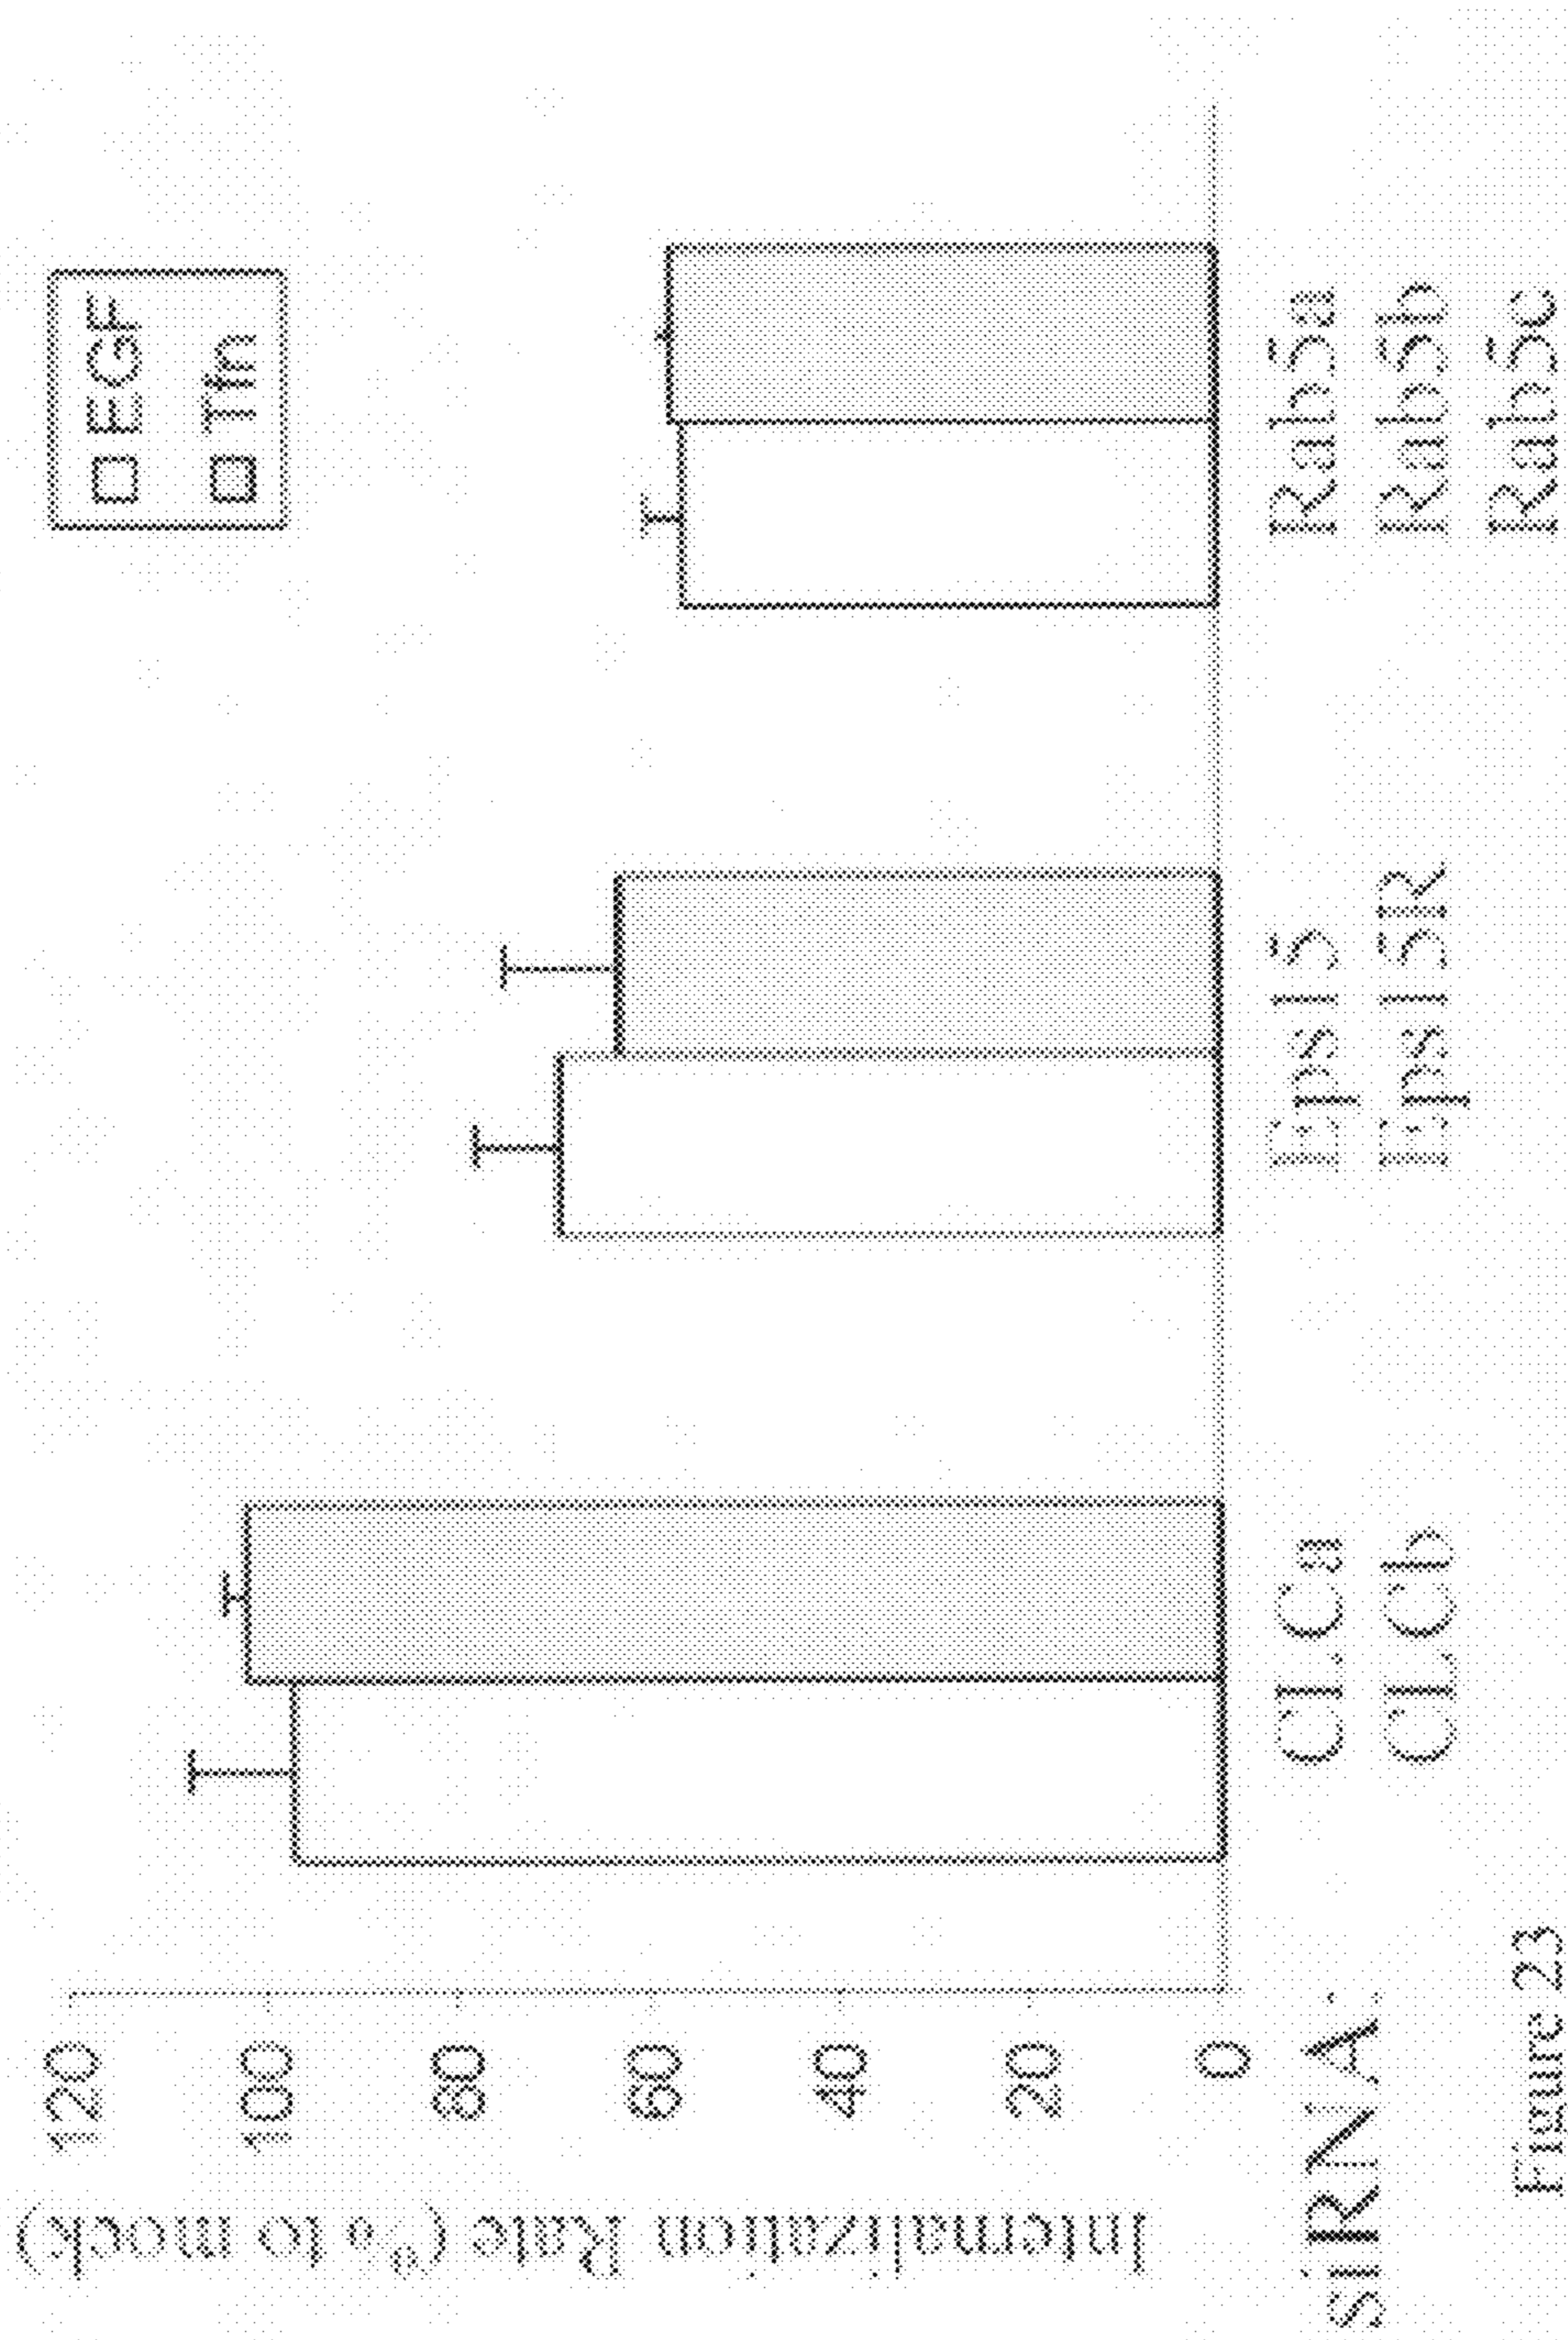 EGF
Tfn
Internalization Rate (% to mock)
120
100
80
60
40
20
0
siRNA:
CLCa
CLCb
Eps15
Eps15R
Rab5a
Rab5b
Rab5c
Figure 23